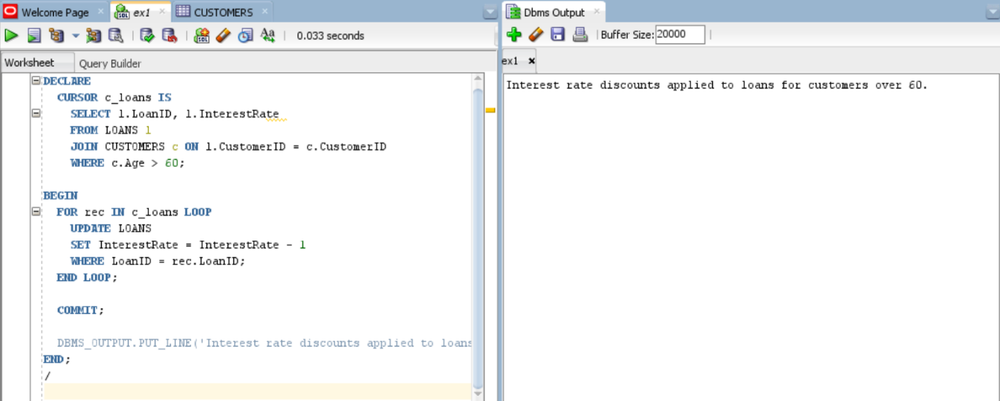 Welcome Page × ex1 × CUSTOMERS ×
0.033 seconds
Worksheet Query Builder
DECLARE
CURSOR c_loans IS
SELECT l.LoanID, l.InterestRate
FROM LOANS l
JOIN CUSTOMERS c ON l.CustomerID = c.CustomerID
WHERE c.Age > 60;
BEGIN
FOR rec IN c_loans LOOP
UPDATE LOANS
SET InterestRate = InterestRate - 1
WHERE LoanID = rec.LoanID;
END LOOP;
COMMIT;
DBMS_OUTPUT.PUT_LINE('Interest rate discounts applied to loans
END;
/
Dbms Output ×
Buffer Size: 20000
ex1 ×
Interest rate discounts applied to loans for customers over 60.